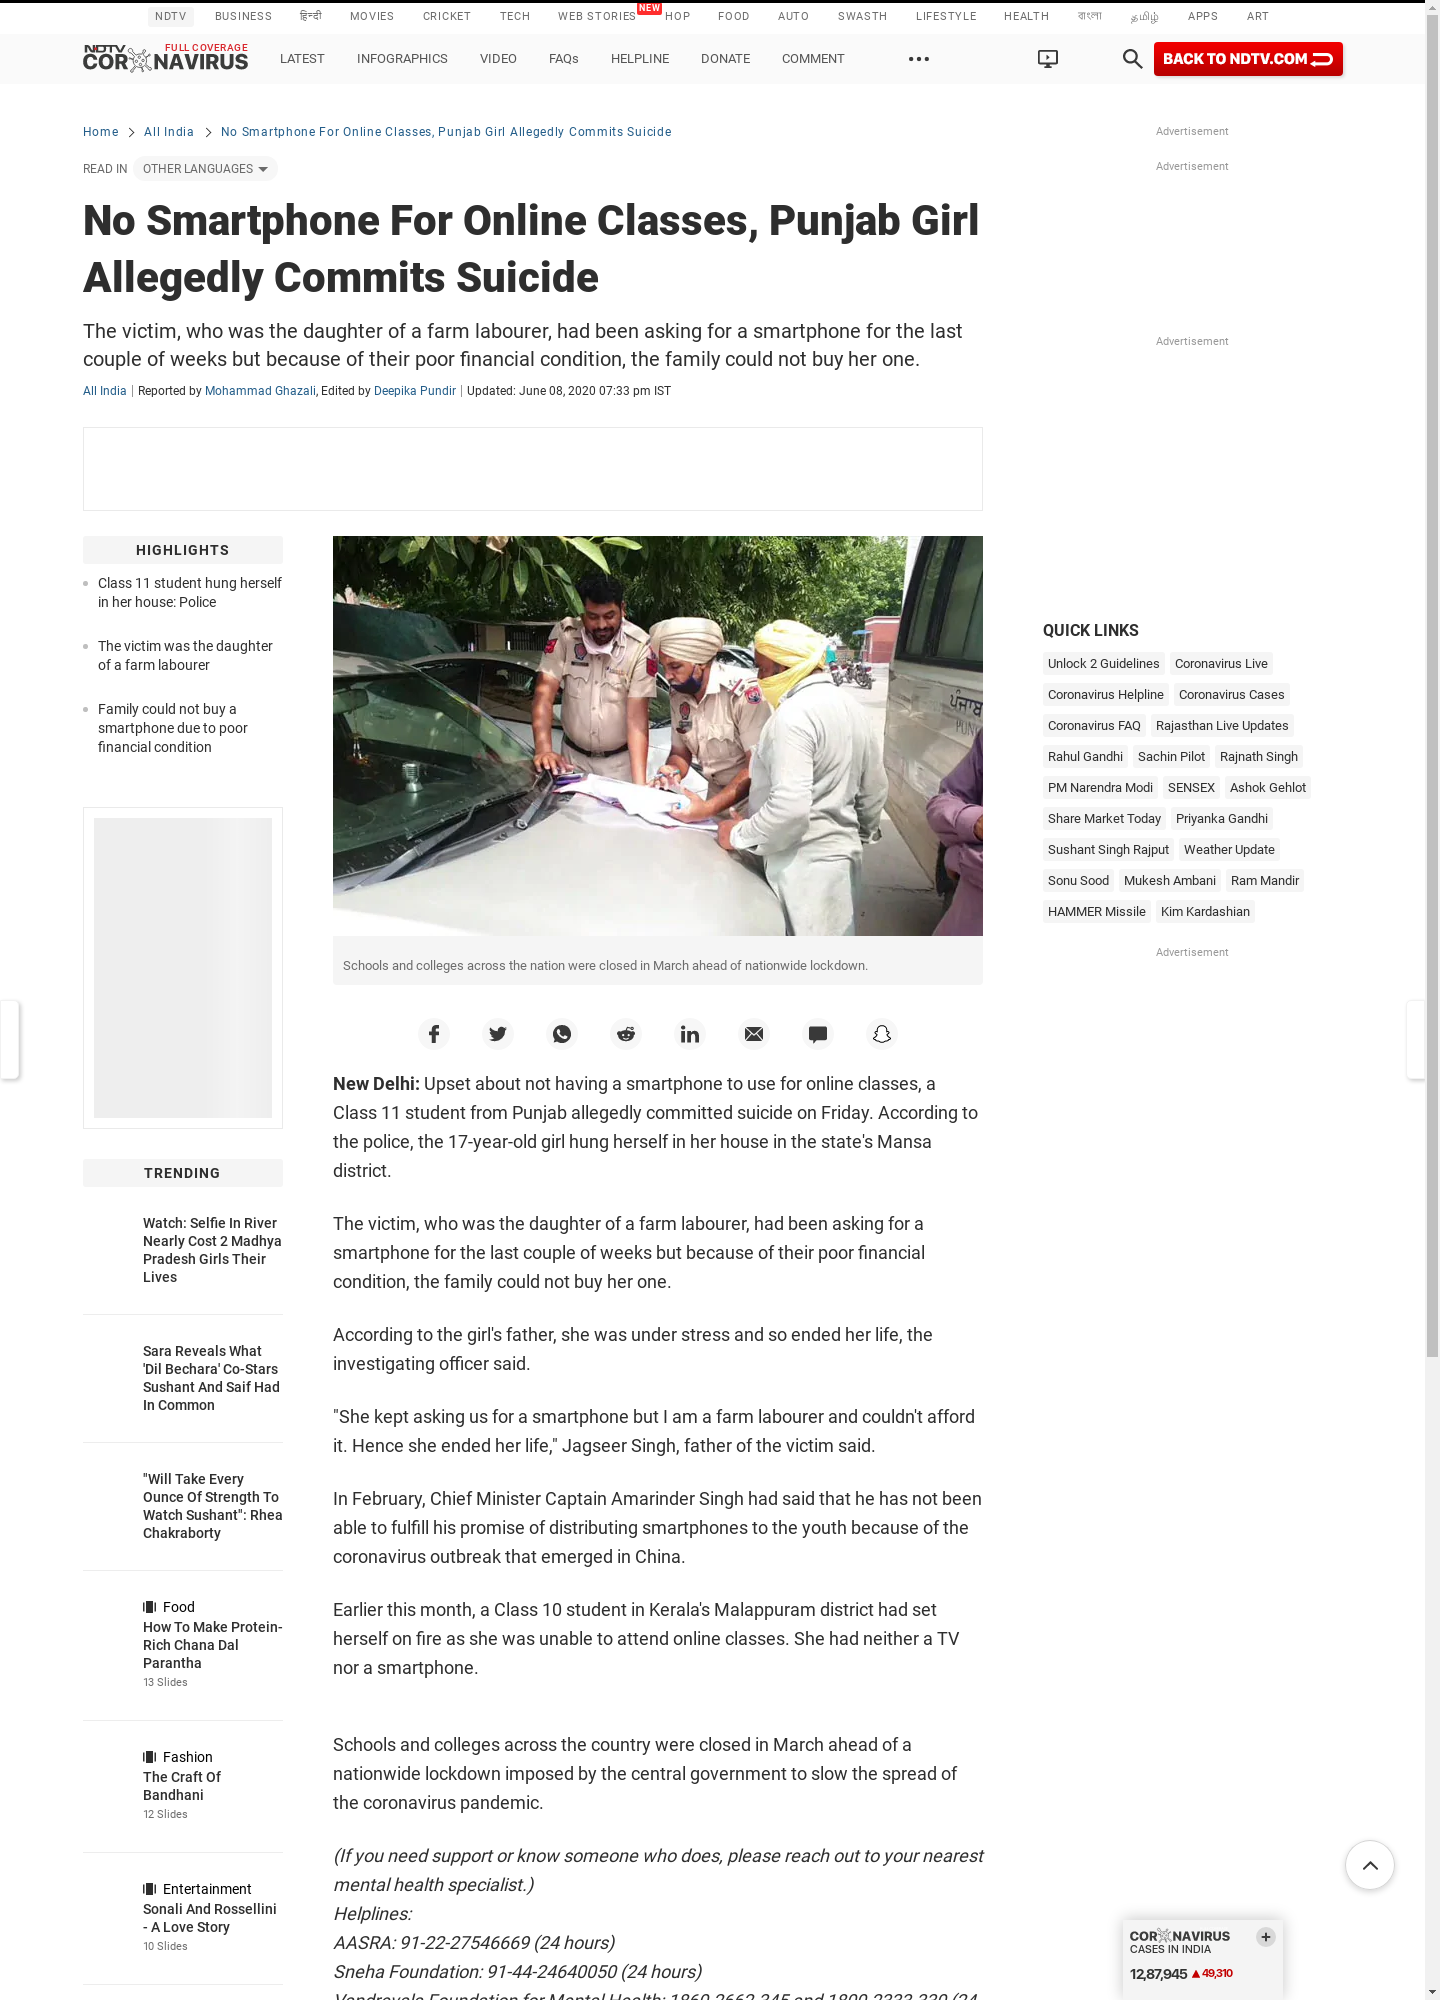 NDTV BUSINESS हिन्दी MOVIES CRICKET TECH WEB STORIES NEW HOP FOOD AUTO SWASTH LIFESTYLE HEALTH বাংলা தமிழ் APPS ART
NDTV FULL COVERAGE
COR NAVIRUS
LATEST INFOGRAPHICS VIDEO FAQs HELPLINE DONATE COMMENT
BACK TO NDTV.COM
Home All India No Smartphone For Online Classes, Punjab Girl Allegedly Commits Suicide
READ IN OTHER LANGUAGES
No Smartphone For Online Classes, Punjab Girl
Allegedly Commits Suicide
The victim, who was the daughter of a farm labourer, had been asking for a smartphone for the last
couple of weeks but because of their poor financial condition, the family could not buy her one.
All India | Reported by Mohammad Ghazali, Edited by Deepika Pundir | Updated: June 08, 2020 07:33 pm IST
HIGHLIGHTS
Class 11 student hung herself
in her house: Police
The victim was the daughter
of a farm labourer
Family could not buy a
smartphone due to poor
financial condition
TRENDING
Watch: Selfie In River
Nearly Cost 2 Madhya
Pradesh Girls Their
Lives
Sara Reveals What
'Dil Bechara' Co-Stars
Sushant And Saif Had
In Common
"Will Take Every
Ounce Of Strength To
Watch Sushant": Rhea
Chakraborty
Food
How To Make Protein-
Rich Chana Dal
Parantha
13 Slides
Fashion
The Craft Of
Bandhani
12 Slides
Entertainment
Sonali And Rossellini
- A Love Story
10 Slides
ਪੰਜਾਬ
PUN
Schools and colleges across the nation were closed in March ahead of nationwide lockdown.
New Delhi: Upset about not having a smartphone to use for online classes, a
Class 11 student from Punjab allegedly committed suicide on Friday. According to
the police, the 17-year-old girl hung herself in her house in the state's Mansa
district.
The victim, who was the daughter of a farm labourer, had been asking for a
smartphone for the last couple of weeks but because of their poor financial
condition, the family could not buy her one.
According to the girl's father, she was under stress and so ended her life, the
investigating officer said.
"She kept asking us for a smartphone but I am a farm labourer and couldn't afford
it. Hence she ended her life," Jagseer Singh, father of the victim said.
In February, Chief Minister Captain Amarinder Singh had said that he has not been
able to fulfill his promise of distributing smartphones to the youth because of the
coronavirus outbreak that emerged in China.
Earlier this month, a Class 10 student in Kerala's Malappuram district had set
herself on fire as she was unable to attend online classes. She had neither a TV
nor a smartphone.
Schools and colleges across the country were closed in March ahead of a
nationwide lockdown imposed by the central government to slow the spread of
the coronavirus pandemic.
(If you need support or know someone who does, please reach out to your nearest
mental health specialist.)
Helplines:
AASRA: 91-22-27546669 (24 hours)
Sneha Foundation: 91-44-24640050 (24 hours)
Vandrevala Foundation for Mental Health: 1860-2662-345 and 1800-2333-330 (24
Advertisement
Advertisement
Advertisement
QUICK LINKS
Unlock 2 Guidelines Coronavirus Live
Coronavirus Helpline Coronavirus Cases
Coronavirus FAQ Rajasthan Live Updates
Rahul Gandhi Sachin Pilot Rajnath Singh
PM Narendra Modi SENSEX Ashok Gehlot
Share Market Today Priyanka Gandhi
Sushant Singh Rajput Weather Update
Sonu Sood Mukesh Ambani Ram Mandir
HAMMER Missile Kim Kardashian
Advertisement
COR NAVIRUS
CASES IN INDIA
12,87,945 49,310